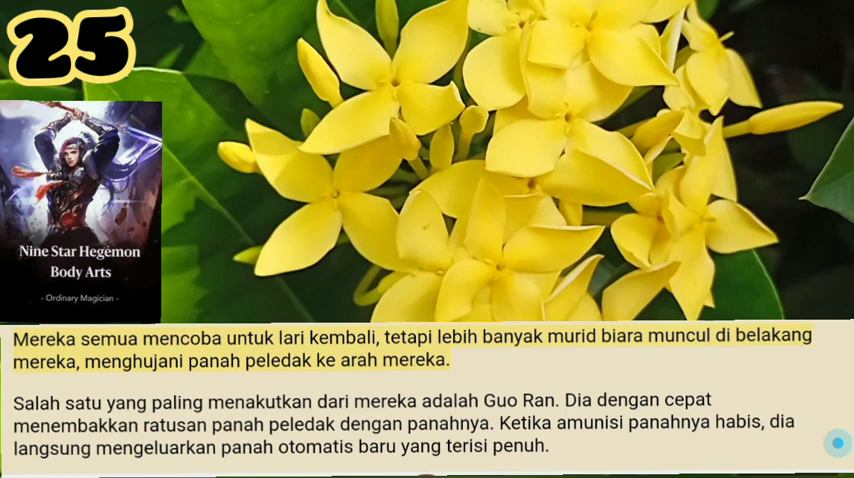 25
Nine Star Hegemon
Body Arts
- Ordinary Magician -
Mereka semua mencoba untuk lari kembali, tetapi lebih banyak murid biara muncul di belakang
mereka, menghujani panah peledak ke arah mereka.
Salah satu yang paling menakutkan dari mereka adalah Guo Ran. Dia dengan cepat
menembakkan ratusan panah peledak dengan panahnya. Ketika amunisi panahnya habis, dia
langsung mengeluarkan panah otomatis baru yang terisi penuh.